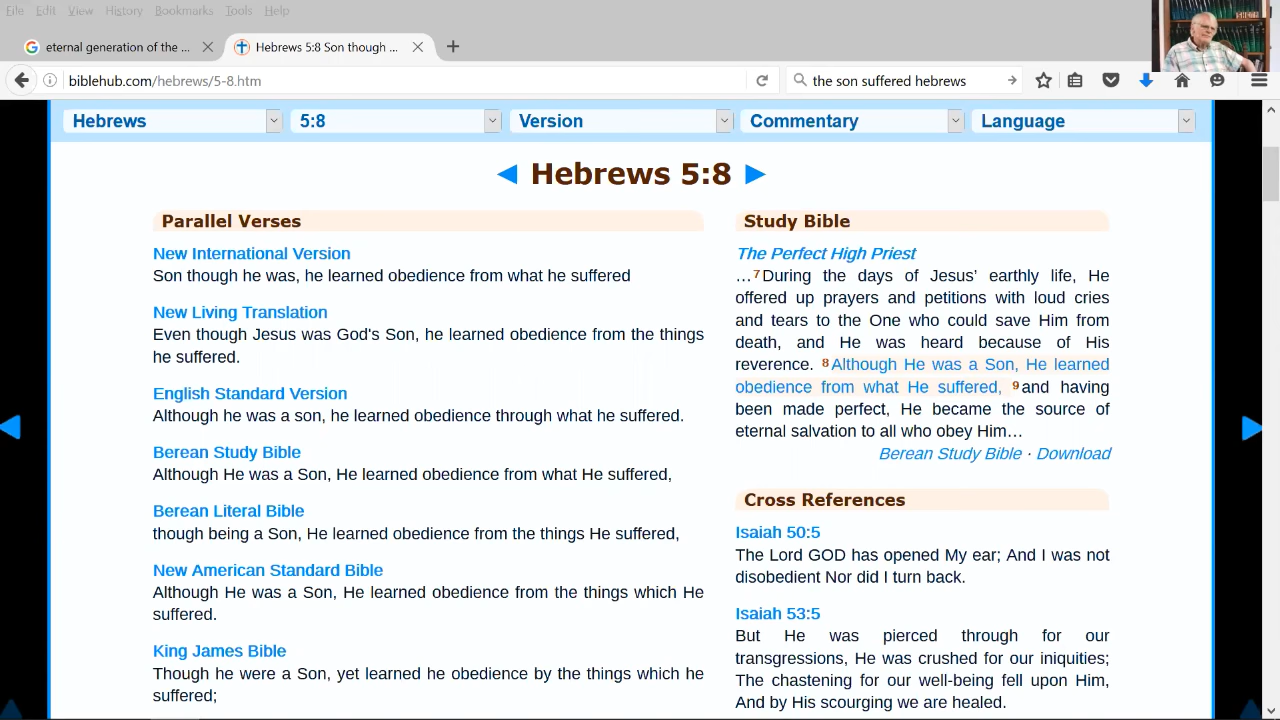 File Edit View History Bookmarks Tools Help
eternal generation of the ...
Hebrews 5:8 Son though ...
biblehub.com/hebrews/5-8.htm
the son suffered hebrews
Hebrews
5:8
Version
Commentary
Language
Hebrews 5:8
Parallel Verses
New International Version
Son though he was, he learned obedience from what he suffered
New Living Translation
Even though Jesus was God's Son, he learned obedience from the things
he suffered.
English Standard Version
Although he was a son, he learned obedience through what he suffered.
Berean Study Bible
Although He was a Son, He learned obedience from what He suffered,
Berean Literal Bible
though being a Son, He learned obedience from the things He suffered,
New American Standard Bible
Although He was a Son, He learned obedience from the things which He
suffered.
King James Bible
Though he were a Son, yet learned he obedience by the things which he
suffered;
Study Bible
The Perfect High Priest
…7During the days of Jesus’ earthly life, He
offered up prayers and petitions with loud cries
and tears to the One who could save Him from
death, and He was heard because of His
reverence. 8Although He was a Son, He learned
obedience from what He suffered, 9and having
been made perfect, He became the source of
eternal salvation to all who obey Him…
Berean Study Bible · Download
Cross References
Isaiah 50:5
The Lord GOD has opened My ear; And I was not
disobedient Nor did I turn back.
Isaiah 53:5
But He was pierced through for our
transgressions, He was crushed for our iniquities;
The chastening for our well-being fell upon Him,
And by His scourging we are healed.